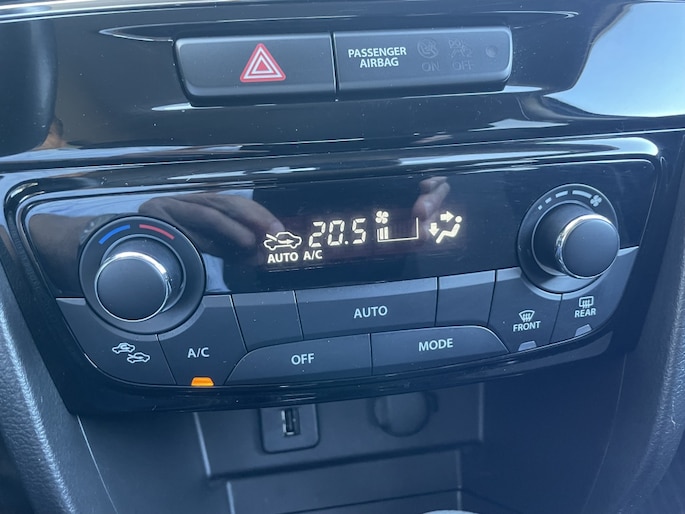 PASSENGER
AIRBAG
ON OFF
20.5
AUTO A/C
AUTO
A/C
OFF
MODE
FRONT
REAR